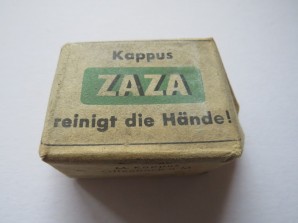 Kappus
ZAZA
reinigt die Hände!